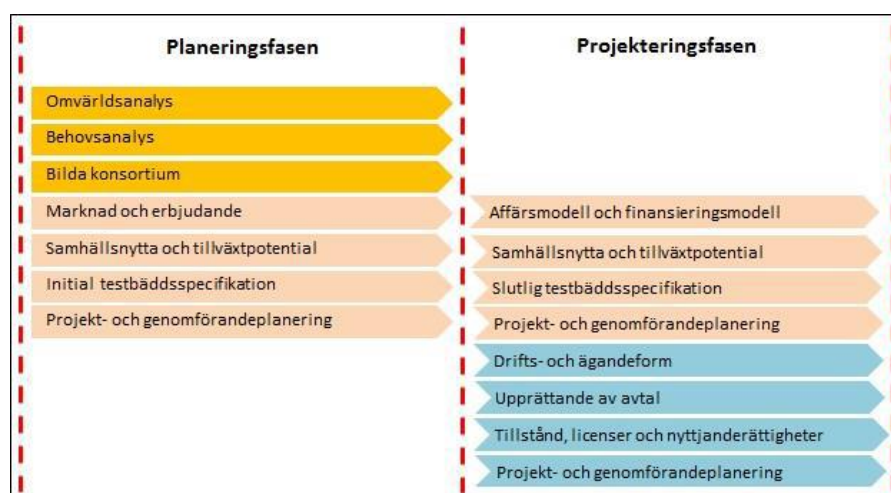 Planeringsfasen
Omvärldsanalys
Behovsanalys
Bilda konsortium
Marknad och erbjudande
Samhällsnytta och tillväxtpotential
Initial testbäddsspecifikation
Projekt- och genomförandeplanering
Projekteringsfasen
Affärsmodell och finansieringsmodell
Samhällsnytta och tillväxtpotential
Slutlig testbäddsspecifikation
Projekt- och genomförandeplanering
Drifts- och ägandeform
Upprättande av avtal
Tillstånd, licenser och nyttjanderättigheter
Projekt- och genomförandeplanering